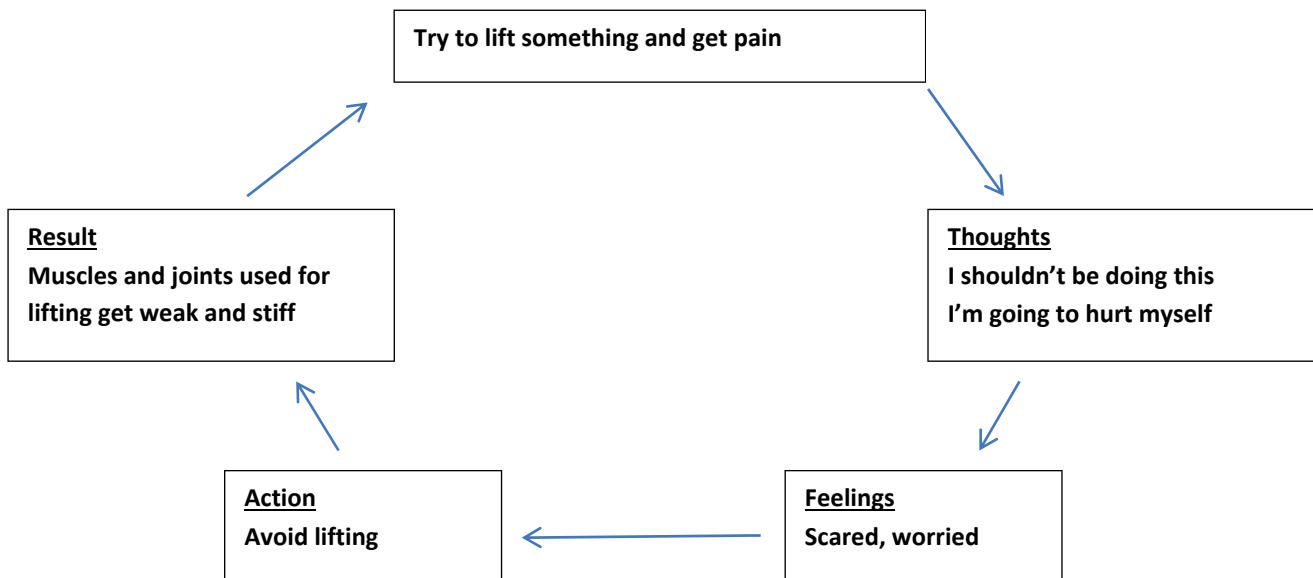 Try to lift something and get pain
Thoughts
I shouldn’t be doing this
I’m going to hurt myself
Feelings
Scared, worried
Action
Avoid lifting
Result
Muscles and joints used for
lifting get weak and stiff